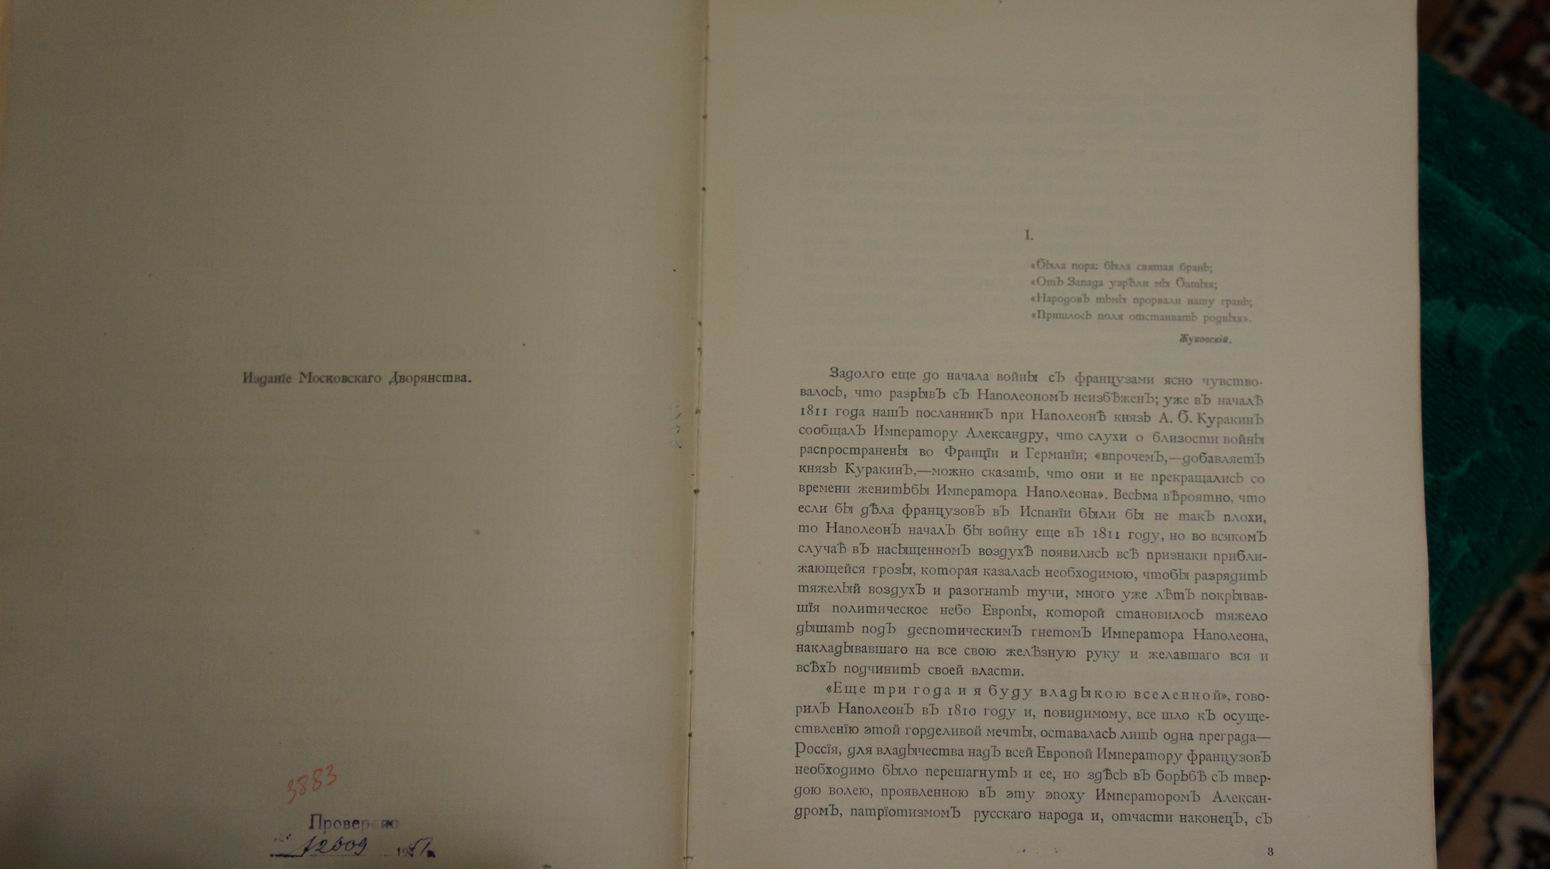 Изданіе Московскаго Дворянства.
3883
Проверено
12609
I.
«Была пора: была святая брань;
«Отъ Запада узрѣли мы Батыя;
«Народовъ тьмы прорвали нашу грань;
«Пришлось поля отстаивать родныя».
Жуковскій.
Задолго еще до начала войны съ французами ясно чувство-
валось, что разрывъ съ Наполеономъ неизбѣженъ; уже въ началѣ
1811 года нашъ посланникъ при Наполеонѣ князь А. Б. Куракинъ
сообщалъ Императору Александру, что слухи о близости войны
распространены во Франціи и Германіи; «впрочемъ,—добавляетъ
князь Куракинъ,—можно сказать, что они и не прекращались со
времени женитьбы Императора Наполеона». Весьма вѣроятно, что
если бы дѣла французовъ въ Испаніи были бы не такъ плохи,
то Наполеонъ началъ бы войну еще въ 1811 году, но во всякомъ
случаѣ въ насыщенномъ воздухѣ появились всѣ признаки прибли-
жающейся грозы, которая казалась необходимою, чтобы разрядить
тяжелый воздухъ и разогнать тучи, много уже лѣтъ покрывав-
шія политическое небо Европы, которой становилось тяжело
дышать подъ деспотическимъ гнетомъ Императора Наполеона,
накладывавшаго на все свою желѣзную руку и желавшаго вся и
всѣхъ подчинить своей власти.
«Еще три года и я буду владыкою вселенной», гово-
рилъ Наполеонъ въ 1810 году и, повидимому, все шло къ осуще-
ствленію этой горделивой мечты, оставалась лишь одна преграда—
Россія, для владычества надъ всей Европой Императору французовъ
необходимо было перешагнуть и ее, но здѣсь въ борьбѣ съ твер-
дою волею, проявленною въ эту эпоху Императоромъ Алексан-
дромъ, патріотизмомъ русскаго народа и, отчасти наконецъ, съ
3